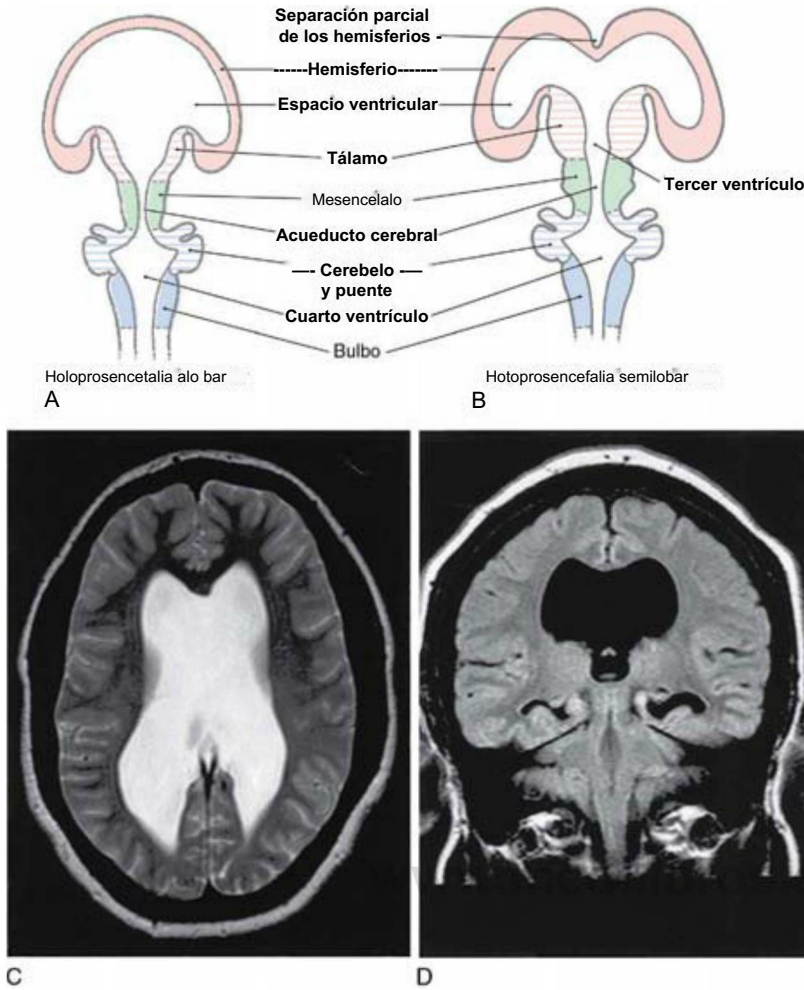 Separación parcial
de los hemisferios -
------Hemisferio-------
Espacio ventricular
Tálamo
Tercer ventrículo
Mesencelalo
Acueducto cerebral
—- Cerebelo -—
y puente
Cuarto ventrículo
Bulbo
Holoprosencetalia alo bar
Hotoprosencefalia semilobar
A
B
C
D